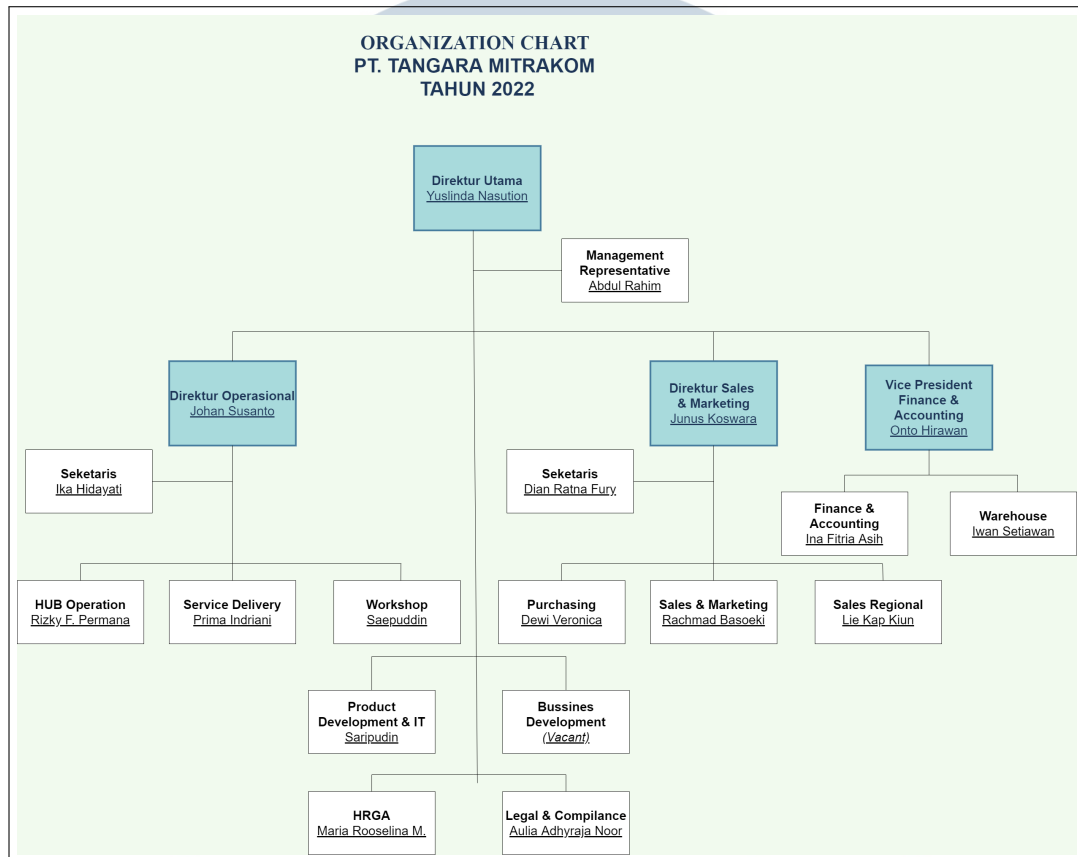 ORGANIZATION CHART
PT. TANGARA MITRAKOM
TAHUN 2022
Direktur Utama
Yuslinda Nasution
Management
Representative
Abdul Rahim
Direktur Operasional
Johan Susanto
Direktur Sales
& Marketing
Junus Koswara
Vice President
Finance &
Accounting
Onto Hirawan
Seketaris
Ika Hidayati
Seketaris
Dian Ratna Fury
Finance &
Accounting
Ina Fitria Asih
Warehouse
Iwan Setiawan
HUB Operation
Rizky F. Permana
Service Delivery
Prima Indriani
Workshop
Saepuddin
Purchasing
Dewi Veronica
Sales & Marketing
Rachmad Basoeki
Sales Regional
Lie Kap Kiun
Product
Development & IT
Saripudin
Bussines
Development
(Vacant)
HRGA
Maria Rooselina M.
Legal & Compilance
Aulia Adhyraja Noor